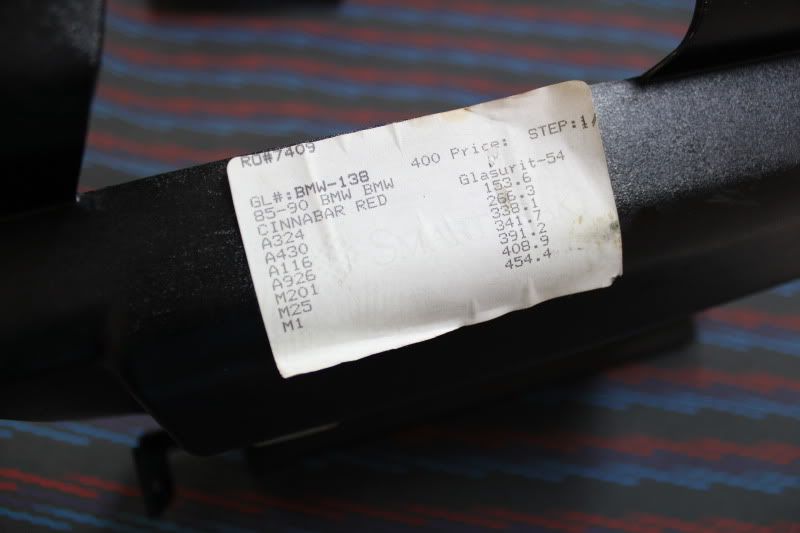 RO#7409 400 Price: STEP:1/
GL#:BMW-138 Glasurit-54
85-90 BMW BMW 153.6
CINNABAR RED 266.3
A324 338.1
A430 341.7
A116 391.2
A926 408.9
M201 454.4
M25
M1